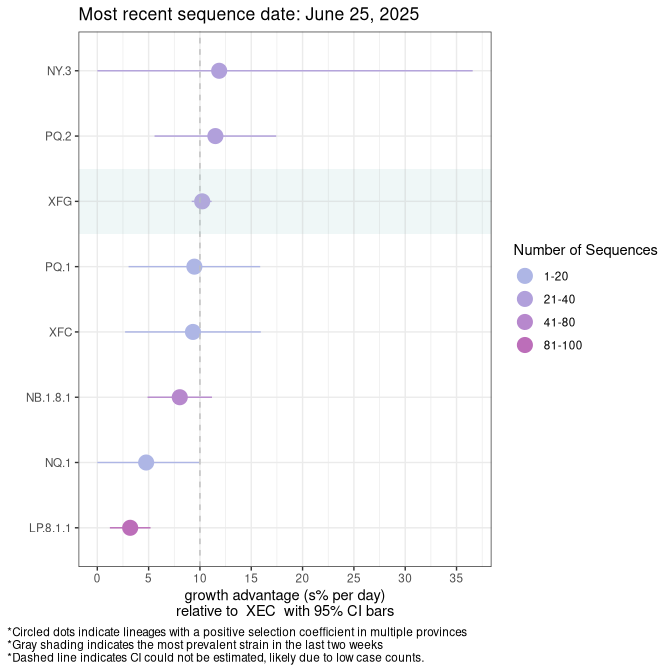 Most recent sequence date: June 25, 2025
NY.3
PQ.2
XFG
PQ.1
XFC
NB.1.8.1
NQ.1
LP.8.1.1
0 5 10 15 20 25 30 35
growth advantage (s% per day)
relative to XEC with 95% CI bars
Number of Sequences
1-20
21-40
41-80
81-100
*Circled dots indicate lineages with a positive selection coefficient in multiple provinces
*Gray shading indicates the most prevalent strain in the last two weeks
*Dashed line indicates CI could not be estimated, likely due to low case counts.